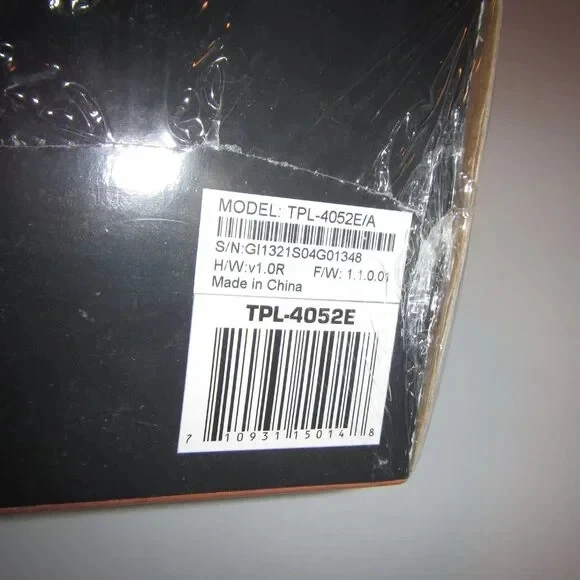 MODEL: TPL-4052E/A
S/N:GI1321S04G01348
H/W:v1.0R F/W: 1.1.0.01
Made in China
TPL-4052E
7 10931 15014 8